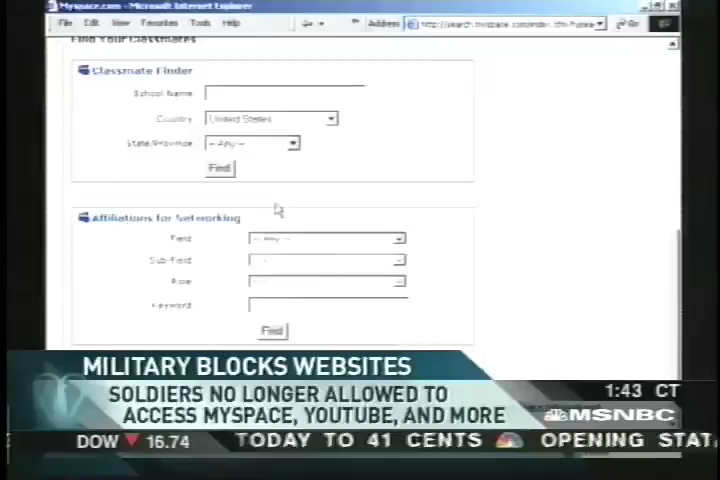 Myspace.com - Microsoft Internet Explorer
File Edit View Favorites Tools Help
Address
Go
Find Your Classmates
Classmate Finder
School Name
Country United States
State/Province -- Any --
Find
Affiliations for Networking
Field -- Any --
Sub-Field
Role
Keyword
Find
MILITARY BLOCKS WEBSITES
SOLDIERS NO LONGER ALLOWED TO
ACCESS MYSPACE, YOUTUBE, AND MORE
1:43 CT
MSNBC
DOW ▼ 16.74 TODAY TO 41 CENTS OPENING STAT